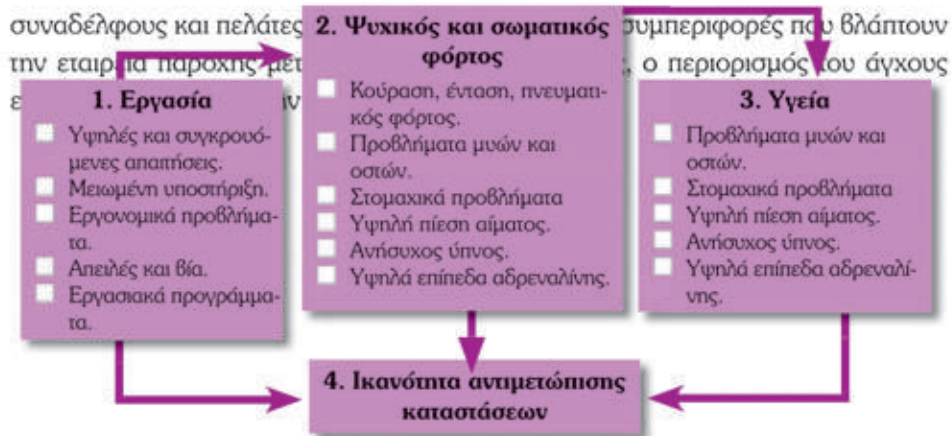 συναδέλφους και πελάτες
συμπεριφορές που βλάπτουν
την εταιρεία παροχής
ο περιορισμός του άγχους
1. Εργασία
Υψηλές και συγκρουό-
μενες απαιτήσεις.
Μειωμένη υποστήριξη.
Εργονομικά προβλήμα-
τα.
Απειλές και βία.
Εργασιακά προγράμμα-
τα.
2. Ψυχικός και σωματικός
φόρτος
Κούραση, ένταση, πνευματι-
κός φόρτος.
Προβλήματα μυών και
οστών.
Στομαχικά προβλήματα
Υψηλή πίεση αίματος.
Ανήσυχος ύπνος.
Υψηλά επίπεδα αδρεναλίνης.
3. Υγεία
Προβλήματα μυών και
οστών.
Στομαχικά προβλήματα
Υψηλή πίεση αίματος.
Ανήσυχος ύπνος.
Υψηλά επίπεδα αδρεναλί-
νης.
4. Ικανότητα αντιμετώπισης
καταστάσεων